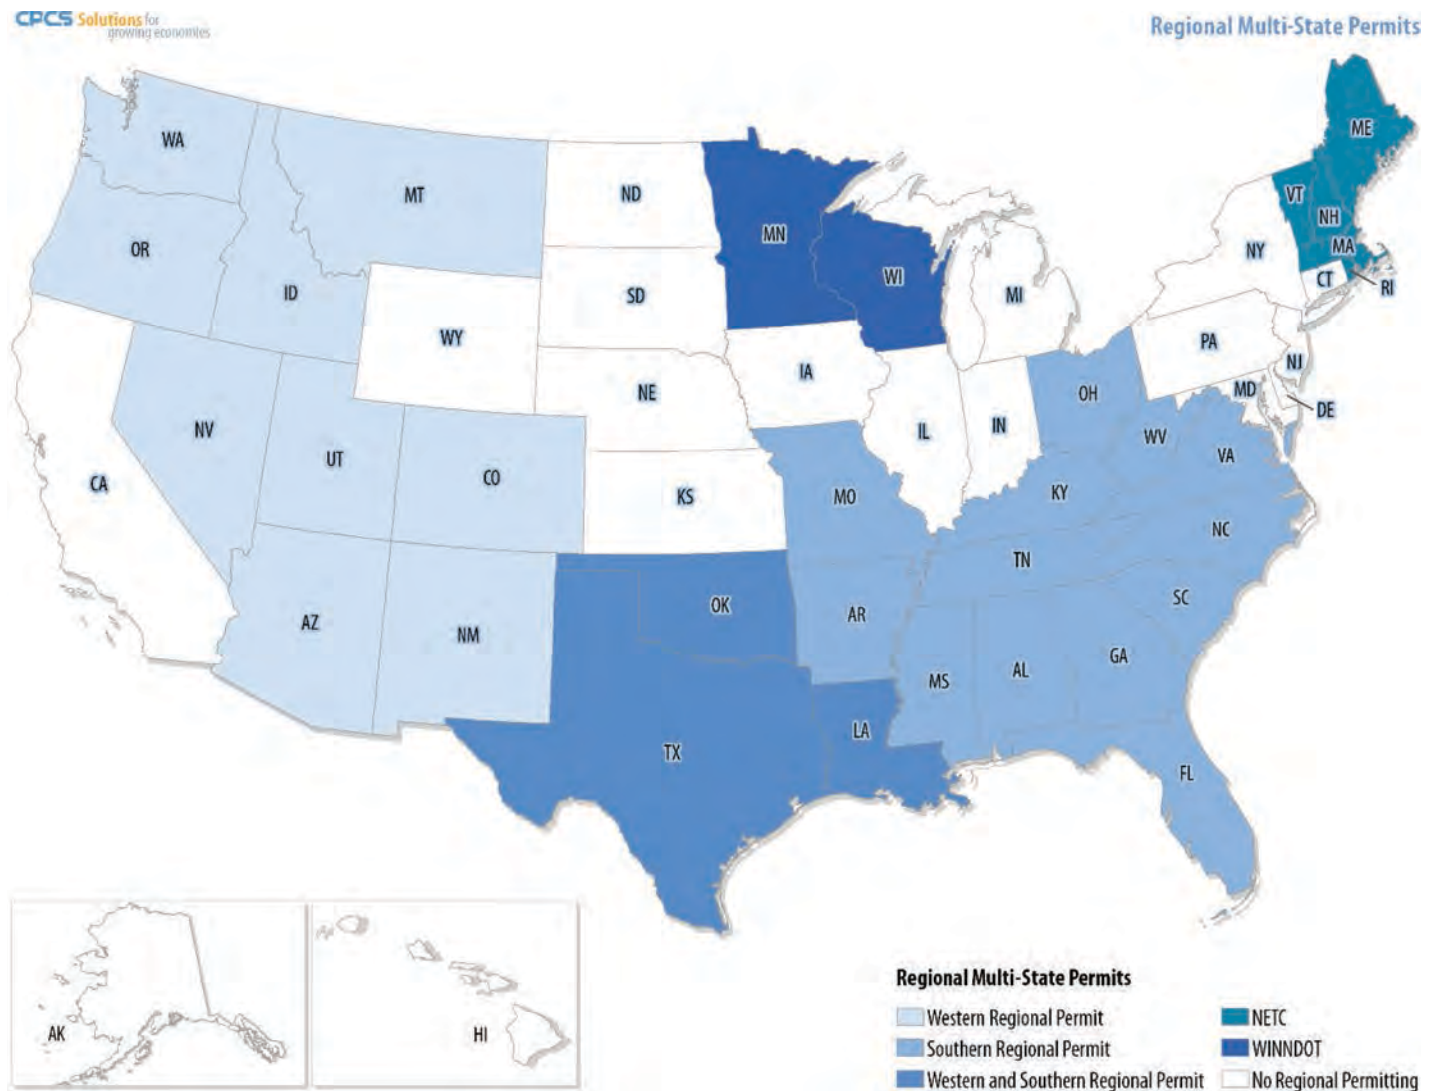 CPCS Solutions for
growing economies
Regional Multi-State Permits
WA
MT
ND
MN
ME
VT
NH
OR
ID
SD
WI
MI
NY
MA
CT
RI
WY
NE
IA
PA
NJ
NV
UT
CO
IL
IN
OH
MD
DE
CA
KS
MO
WV
VA
KY
NC
AZ
NM
OK
AR
TN
SC
MS
AL
GA
TX
LA
FL
AK
HI
Regional Multi-State Permits
Western Regional Permit
NETC
Southern Regional Permit
WINNDOT
Western and Southern Regional Permit
No Regional Permitting